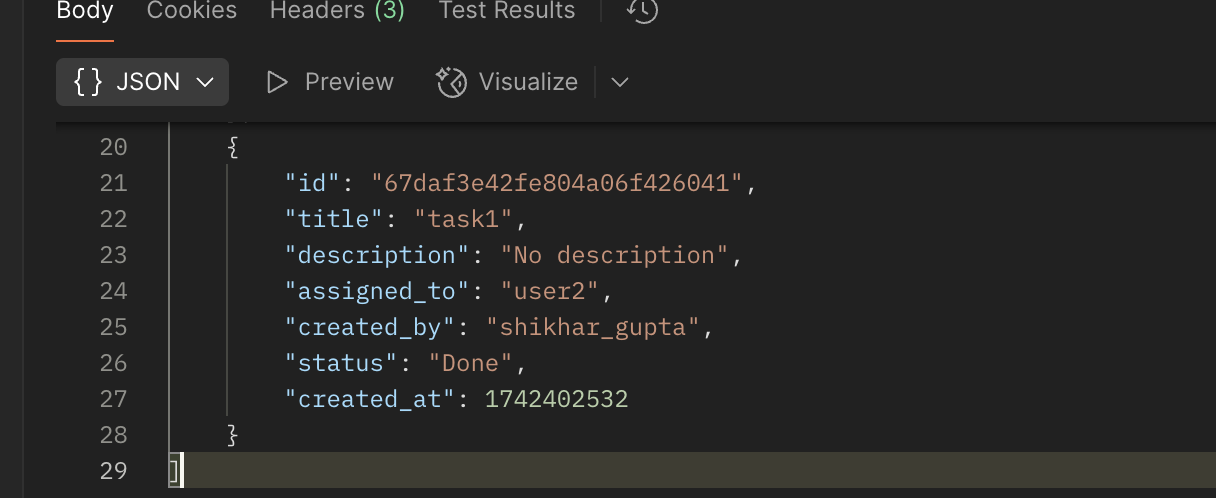 Body Cookies Headers (3) Test Results
{} JSON Preview Visualize
20 {
21 "id": "67daf3e42fe804a06f426041",
22 "title": "task1",
23 "description": "No description",
24 "assigned_to": "user2",
25 "created_by": "shikhar_gupta",
26 "status": "Done",
27 "created_at": 1742402532
28 }
29 ]